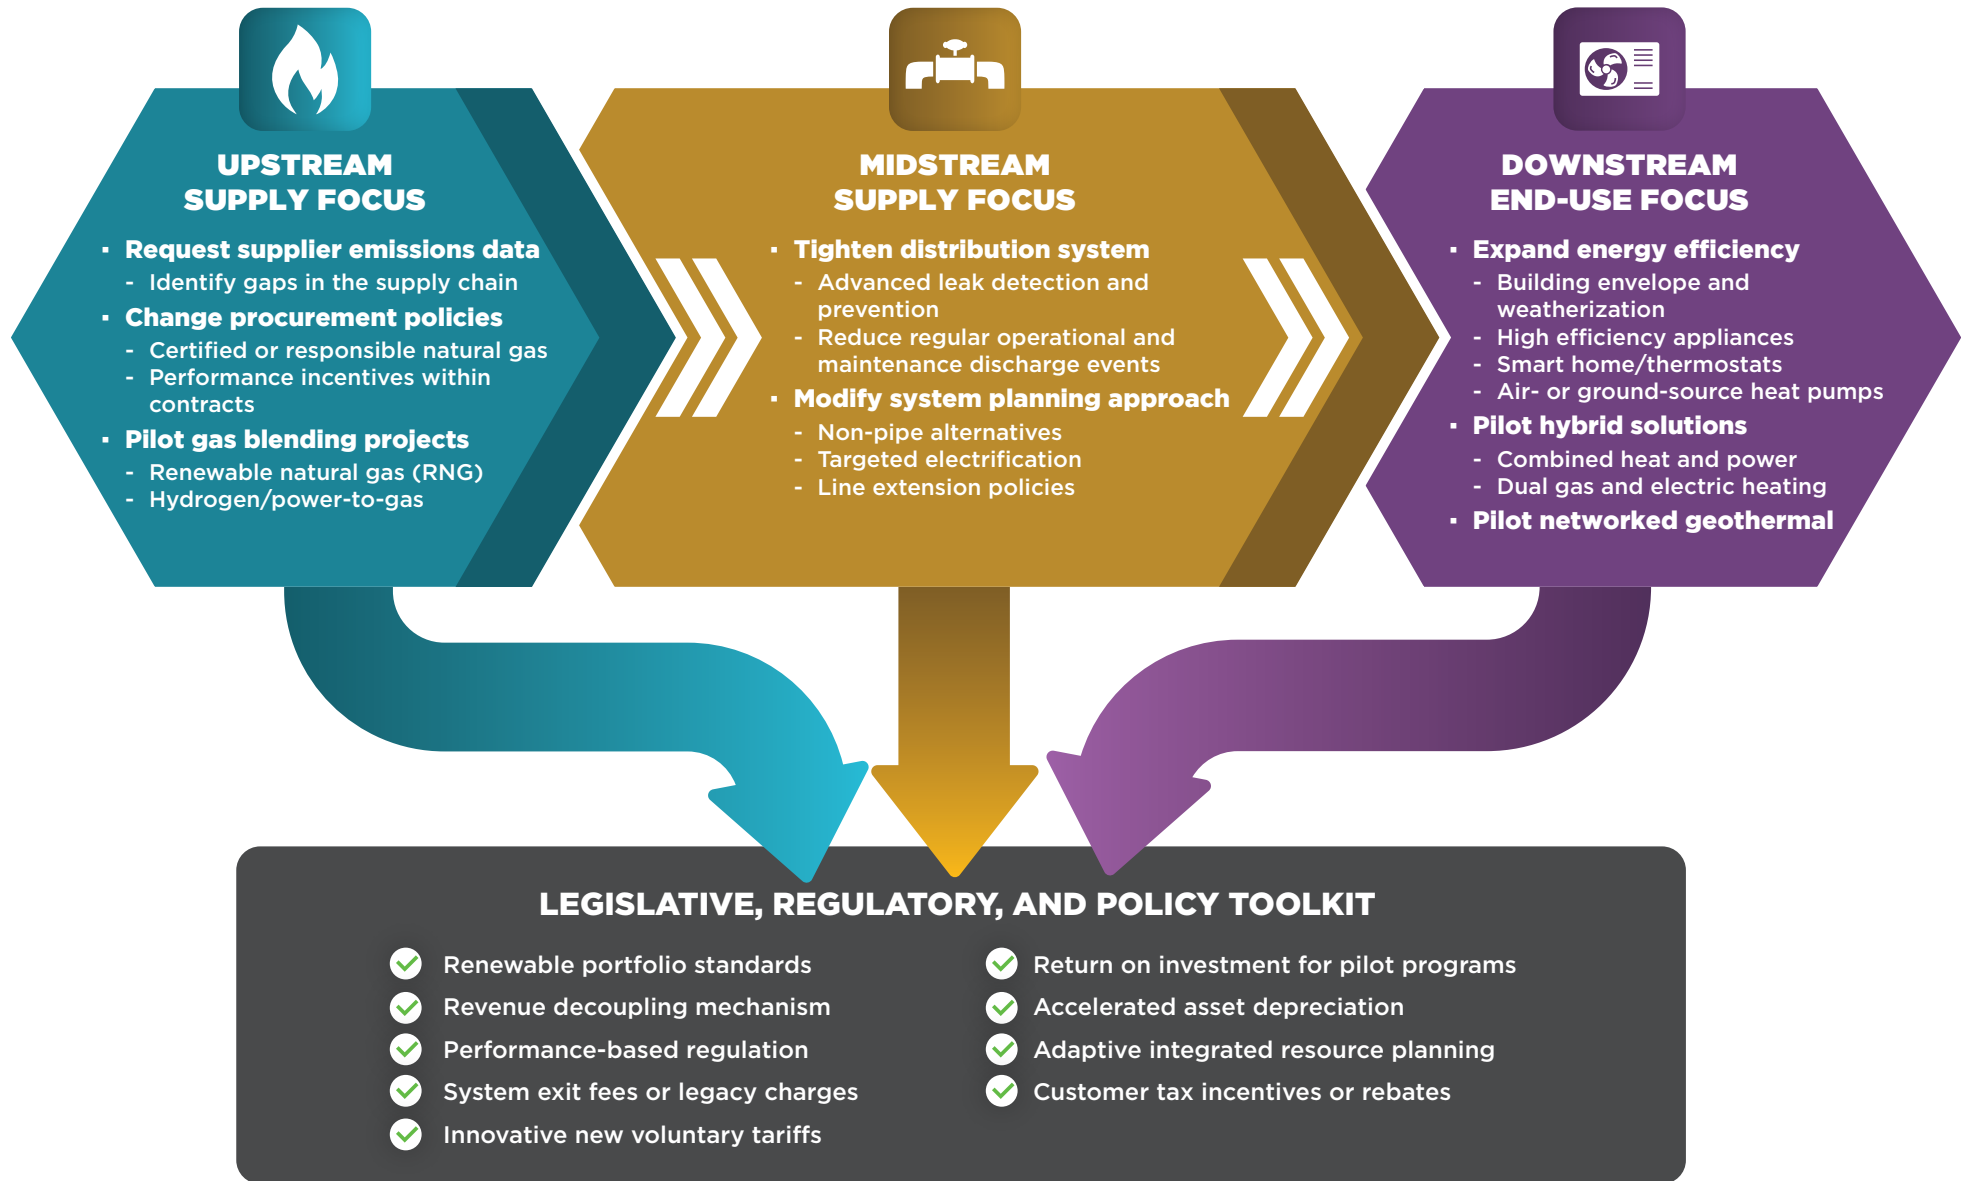 UPSTREAM
SUPPLY FOCUS
▪ Request supplier emissions data
- Identify gaps in the supply chain
▪ Change procurement policies
- Certified or responsible natural gas
- Performance incentives within
contracts
▪ Pilot gas blending projects
- Renewable natural gas (RNG)
- Hydrogen/power-to-gas
MIDSTREAM
SUPPLY FOCUS
▪ Tighten distribution system
- Advanced leak detection and
prevention
- Reduce regular operational and
maintenance discharge events
▪ Modify system planning approach
- Non-pipe alternatives
- Targeted electrification
- Line extension policies
DOWNSTREAM
END-USE FOCUS
▪ Expand energy efficiency
- Building envelope and
weatherization
- High efficiency appliances
- Smart home/thermostats
- Air- or ground-source heat pumps
▪ Pilot hybrid solutions
- Combined heat and power
- Dual gas and electric heating
▪ Pilot networked geothermal
LEGISLATIVE, REGULATORY, AND POLICY TOOLKIT
Renewable portfolio standards
Revenue decoupling mechanism
Performance-based regulation
System exit fees or legacy charges
Innovative new voluntary tariffs
Return on investment for pilot programs
Accelerated asset depreciation
Adaptive integrated resource planning
Customer tax incentives or rebates